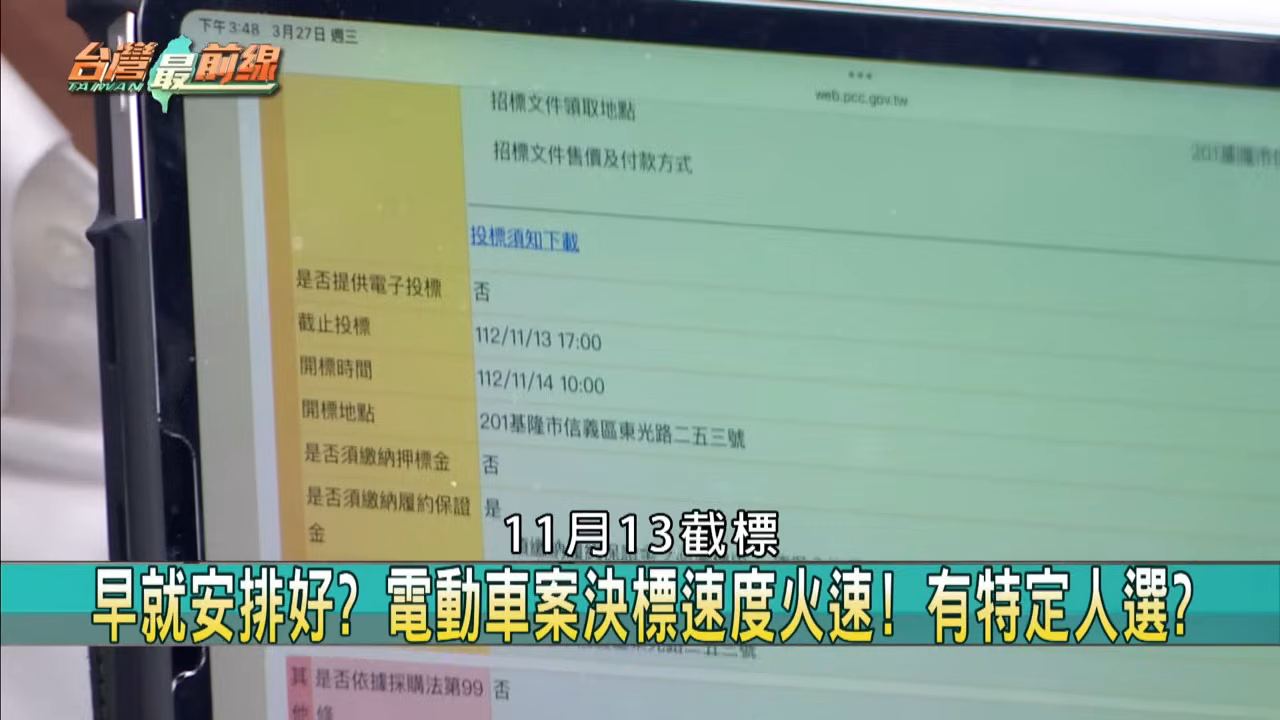 下午3:48 3月27日 週三
台灣最前線
TAIWAN
web.pcc.gov.tw
招標文件領取地點
招標文件售價及付款方式
201基隆市
投標須知下載
是否提供電子投標 否
截止投標 112/11/13 17:00
開標時間 112/11/14 10:00
開標地點 201基隆市信義區東光路二五三號
是否須繳納押標金 否
是否須繳納履約保證金 是
11月13截標
早就安排好? 電動車案決標速度火速! 有特定人選?
其他 是否依據採購法第99條 否